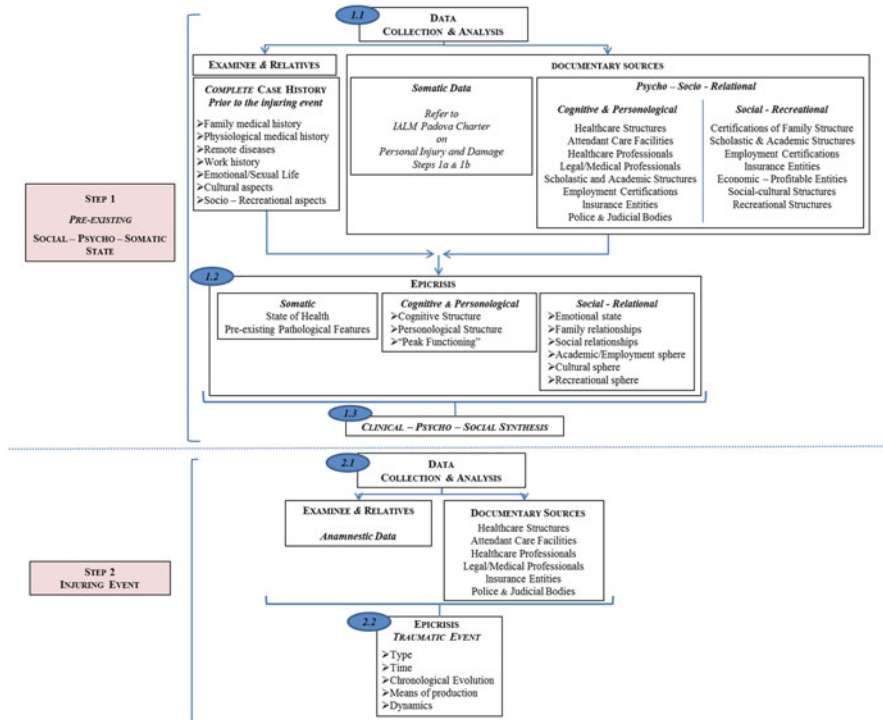 1.1
DATA
COLLECTION & ANALYSIS
EXAMINEE & RELATIVES
COMPLETE CASE HISTORY
Prior to the injuring event
➢Family medical history
➢Physiological medical history
➢Remote diseases
➢Work history
➢Emotional/Sexual Life
➢Cultural aspects
➢Socio – Recreational aspects
DOCUMENTARY SOURCES
Somatic Data
Refer to
IALM Padova Charter
on
Personal Injury and Damage
Steps 1a & 1b
Psycho – Socio - Relational
Cognitive & Personological
Healthcare Structures
Attendant Care Facilities
Healthcare Professionals
Legal/Medical Professionals
Scholastic and Academic Structures
Employment Certifications
Insurance Entities
Police & Judicial Bodies
Social - Recreational
Certifications of Family Structure
Scholastic & Academic Structures
Employment Certifications
Insurance Entities
Economic – Profitable Entities
Social-cultural Structures
Recreational Structures
STEP 1
PRE-EXISTING
SOCIAL – PSYCHO – SOMATIC
STATE
1.2
EPICRISIS
Somatic
State of Health
Pre-existing Pathological Features
Cognitive & Personological
➢Cognitive Structure
➢Personological Structure
➢“Peak Functioning”
Social - Relational
➢Emotional state
➢Family relationships
➢Social relationships
➢Academic/Employment sphere
➢Cultural sphere
➢Recreational sphere
1.3
CLINICAL – PSYCHO – SOCIAL SYNTHESIS
2.1
DATA
COLLECTION & ANALYSIS
EXAMINEE & RELATIVES
Anamnestic Data
DOCUMENTARY SOURCES
Healthcare Structures
Attendant Care Facilities
Healthcare Professionals
Legal/Medical Professionals
Insurance Entities
Police & Judicial Bodies
STEP 2
INJURING EVENT
2.2
EPICRISIS
TRAUMATIC EVENT
➢Type
➢Time
➢Chronological Evolution
➢Means of production
➢Dynamics